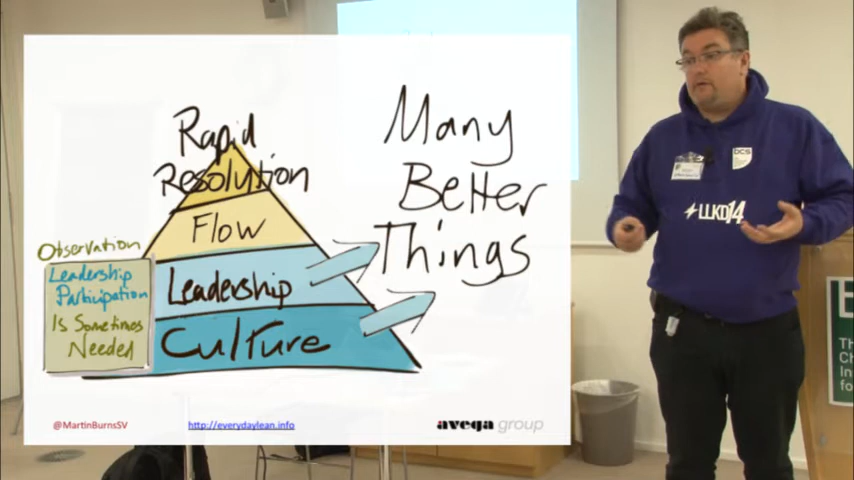 Rapid
Resolution
Flow
Leadership
Culture
Observation
Leadership
Participation
Is Sometimes
Needed
Many
Better
Things
@MartinBurnsSV
http://everydaylean.info
avega group
BCS
LLKD14